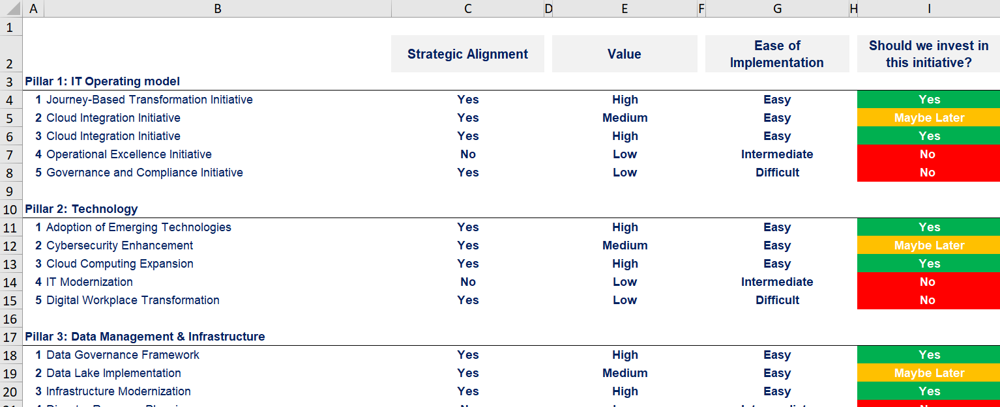 A B C D E F G H I
1
2 Strategic Alignment Value Ease of Implementation Should we invest in this initiative?
3 Pillar 1: IT Operating model
4 1 Journey-Based Transformation Initiative Yes High Easy Yes
5 2 Cloud Integration Initiative Yes Medium Easy Maybe Later
6 3 Cloud Integration Initiative Yes High Easy Yes
7 4 Operational Excellence Initiative No Low Intermediate No
8 5 Governance and Compliance Initiative Yes Low Difficult No
9
10 Pillar 2: Technology
11 1 Adoption of Emerging Technologies Yes High Easy Yes
12 2 Cybersecurity Enhancement Yes Medium Easy Maybe Later
13 3 Cloud Computing Expansion Yes High Easy Yes
14 4 IT Modernization No Low Intermediate No
15 5 Digital Workplace Transformation Yes Low Difficult No
16
17 Pillar 3: Data Management & Infrastructure
18 1 Data Governance Framework Yes High Easy Yes
19 2 Data Lake Implementation Yes Medium Easy Maybe Later
20 3 Infrastructure Modernization Yes High Easy Yes